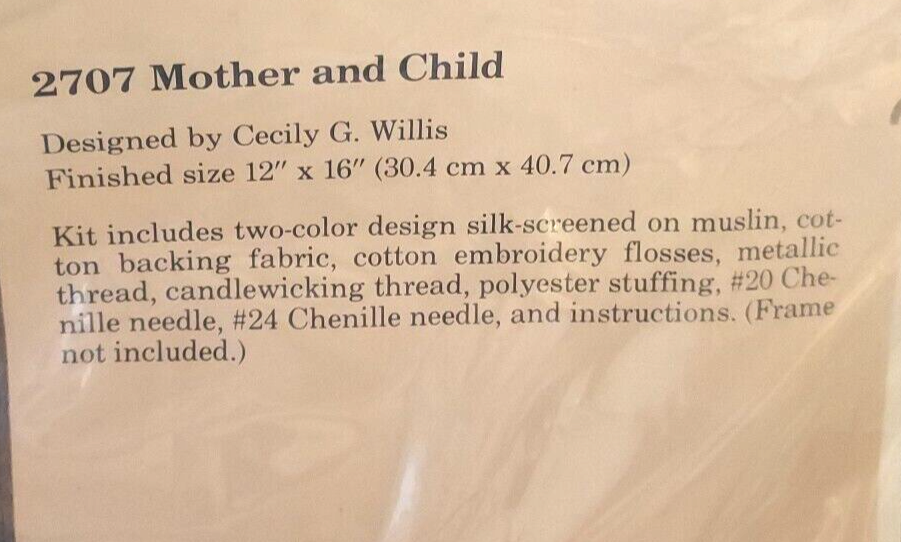 2707 Mother and Child
Designed by Cecily G. Willis
Finished size 12″ x 16″ (30.4 cm x 40.7 cm)
Kit includes two-color design silk-screened on muslin, cot-
ton backing fabric, cotton embroidery flosses, metallic
thread, candlewicking thread, polyester stuffing, #20 Che-
nille needle, #24 Chenille needle, and instructions. (Frame
not included.)